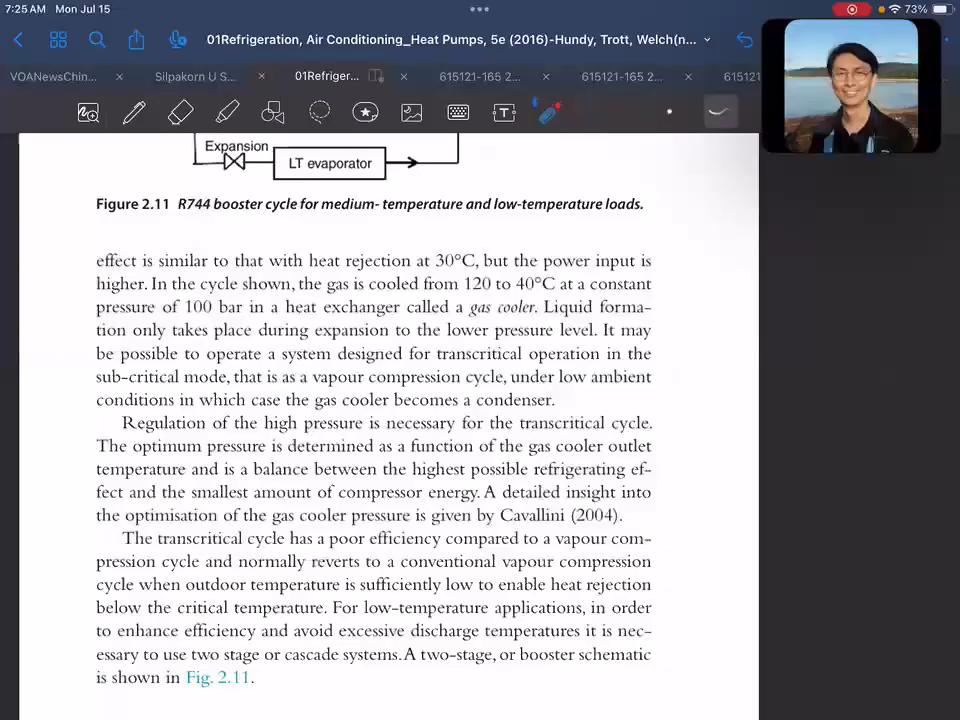 7:25 AM Mon Jul 15
73%
01Refrigeration, Air Conditioning_Heat Pumps, 5e (2016)-Hundy, Trott, Welch(n...
VOANewsChin...
Silpakorn U S...
01Refriger...
615121-165 2...
615121-165 2...
615121
Expansion
LT evaporator
Figure 2.11 R744 booster cycle for medium- temperature and low-temperature loads.
effect is similar to that with heat rejection at 30°C, but the power input is
higher. In the cycle shown, the gas is cooled from 120 to 40°C at a constant
pressure of 100 bar in a heat exchanger called a gas cooler. Liquid forma-
tion only takes place during expansion to the lower pressure level. It may
be possible to operate a system designed for transcritical operation in the
sub-critical mode, that is as a vapour compression cycle, under low ambient
conditions in which case the gas cooler becomes a condenser.
Regulation of the high pressure is necessary for the transcritical cycle.
The optimum pressure is determined as a function of the gas cooler outlet
temperature and is a balance between the highest possible refrigerating ef-
fect and the smallest amount of compressor energy. A detailed insight into
the optimisation of the gas cooler pressure is given by Cavallini (2004).
The transcritical cycle has a poor efficiency compared to a vapour com-
pression cycle and normally reverts to a conventional vapour compression
cycle when outdoor temperature is sufficiently low to enable heat rejection
below the critical temperature. For low-temperature applications, in order
to enhance efficiency and avoid excessive discharge temperatures it is nec-
essary to use two stage or cascade systems. A two-stage, or booster schematic
is shown in Fig. 2.11.